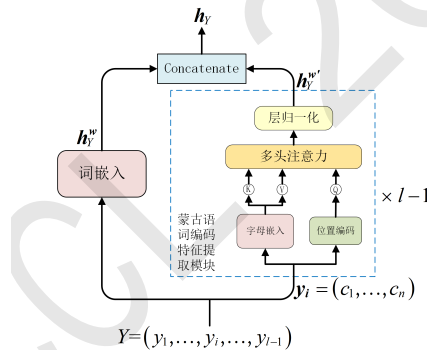 h_Y
Concatenate
h_Y^w
h_Y^{w'}
层归一化
多头注意力
词嵌入
K V Q
× l−1
蒙古语
词编码
特征提
取模块
字母嵌入
位置编码
y_i = (c_1,…,c_n)
Y=(y_1,…,y_i,…,y_{l-1})